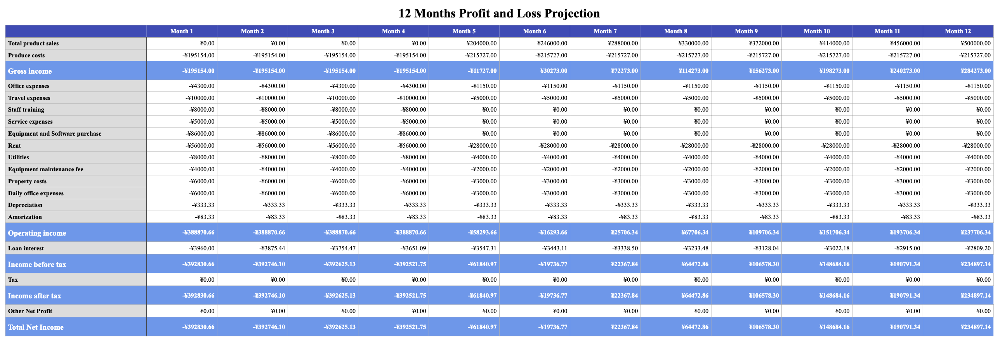 12 Months Profit and Loss Projection
Month 1 Month 2 Month 3 Month 4 Month 5 Month 6 Month 7 Month 8 Month 9 Month 10 Month 11 Month 12
Total product sales ¥0.00 ¥0.00 ¥0.00 ¥0.00 ¥204000.00 ¥246000.00 ¥288000.00 ¥330000.00 ¥372000.00 ¥414000.00 ¥456000.00 ¥500000.00
Produce costs -¥195154.00 -¥195154.00 -¥195154.00 -¥195154.00 -¥215727.00 -¥215727.00 -¥215727.00 -¥215727.00 -¥215727.00 -¥215727.00 -¥215727.00 -¥215727.00
Gross income -¥195154.00 -¥195154.00 -¥195154.00 -¥195154.00 -¥11727.00 ¥30273.00 ¥72273.00 ¥114273.00 ¥156273.00 ¥198273.00 ¥240273.00 ¥284273.00
Office expenses -¥4300.00 -¥4300.00 -¥4300.00 -¥4300.00 -¥1150.00 -¥1150.00 -¥1150.00 -¥1150.00 -¥1150.00 -¥1150.00 -¥1150.00 -¥1150.00
Travel expenses -¥10000.00 -¥10000.00 -¥10000.00 -¥10000.00 -¥5000.00 -¥5000.00 -¥5000.00 -¥5000.00 -¥5000.00 -¥5000.00 -¥5000.00 -¥5000.00
Staff training -¥8000.00 -¥8000.00 -¥8000.00 -¥8000.00 ¥0.00 ¥0.00 ¥0.00 ¥0.00 ¥0.00 ¥0.00 ¥0.00 ¥0.00
Service expenses -¥5000.00 -¥5000.00 -¥5000.00 -¥5000.00 ¥0.00 ¥0.00 ¥0.00 ¥0.00 ¥0.00 ¥0.00 ¥0.00 ¥0.00
Equipment and Software purchase -¥86000.00 -¥86000.00 -¥86000.00 -¥86000.00 ¥0.00 ¥0.00 ¥0.00 ¥0.00 ¥0.00 ¥0.00 ¥0.00 ¥0.00
Rent -¥56000.00 -¥56000.00 -¥56000.00 -¥56000.00 -¥28000.00 -¥28000.00 -¥28000.00 -¥28000.00 -¥28000.00 -¥28000.00 -¥28000.00 -¥28000.00
Utilities -¥8000.00 -¥8000.00 -¥8000.00 -¥8000.00 -¥4000.00 -¥4000.00 -¥4000.00 -¥4000.00 -¥4000.00 -¥4000.00 -¥4000.00 -¥4000.00
Equipment maintenance fee -¥4000.00 -¥4000.00 -¥4000.00 -¥4000.00 -¥2000.00 -¥2000.00 -¥2000.00 -¥2000.00 -¥2000.00 -¥2000.00 -¥2000.00 -¥2000.00
Property costs -¥6000.00 -¥6000.00 -¥6000.00 -¥6000.00 -¥3000.00 -¥3000.00 -¥3000.00 -¥3000.00 -¥3000.00 -¥3000.00 -¥3000.00 -¥3000.00
Daily office expenses -¥6000.00 -¥6000.00 -¥6000.00 -¥6000.00 -¥3000.00 -¥3000.00 -¥3000.00 -¥3000.00 -¥3000.00 -¥3000.00 -¥3000.00 -¥3000.00
Depreciation -¥333.33 -¥333.33 -¥333.33 -¥333.33 -¥333.33 -¥333.33 -¥333.33 -¥333.33 -¥333.33 -¥333.33 -¥333.33 -¥333.33
Amorization -¥83.33 -¥83.33 -¥83.33 -¥83.33 -¥83.33 -¥83.33 -¥83.33 -¥83.33 -¥83.33 -¥83.33 -¥83.33 -¥83.33
Operating income -¥388870.66 -¥388870.66 -¥388870.66 -¥388870.66 -¥58293.66 -¥16293.66 ¥25706.34 ¥67706.34 ¥109706.34 ¥151706.34 ¥193706.34 ¥237706.34
Loan interest -¥3960.00 -¥3875.44 -¥3754.47 -¥3651.09 -¥3547.31 -¥3443.11 -¥3338.50 -¥3233.48 -¥3128.04 -¥3022.18 -¥2915.00 -¥2809.20
Income before tax -¥392830.66 -¥392746.10 -¥392625.13 -¥392521.75 -¥61840.97 -¥19736.77 ¥22367.84 ¥64472.86 ¥106578.30 ¥148684.16 ¥190791.34 ¥234897.14
Tax ¥0.00 ¥0.00 ¥0.00 ¥0.00 ¥0.00 ¥0.00 ¥0.00 ¥0.00 ¥0.00 ¥0.00 ¥0.00 ¥0.00
Income after tax -¥392830.66 -¥392746.10 -¥392625.13 -¥392521.75 -¥61840.97 -¥19736.77 ¥22367.84 ¥64472.86 ¥106578.30 ¥148684.16 ¥190791.34 ¥234897.14
Other Net Profit ¥0.00 ¥0.00 ¥0.00 ¥0.00 ¥0.00 ¥0.00 ¥0.00 ¥0.00 ¥0.00 ¥0.00 ¥0.00 ¥0.00
Total Net Income -¥392830.66 -¥392746.10 -¥392625.13 -¥392521.75 -¥61840.97 -¥19736.77 ¥22367.84 ¥64472.86 ¥106578.30 ¥148684.16 ¥190791.34 ¥234897.14